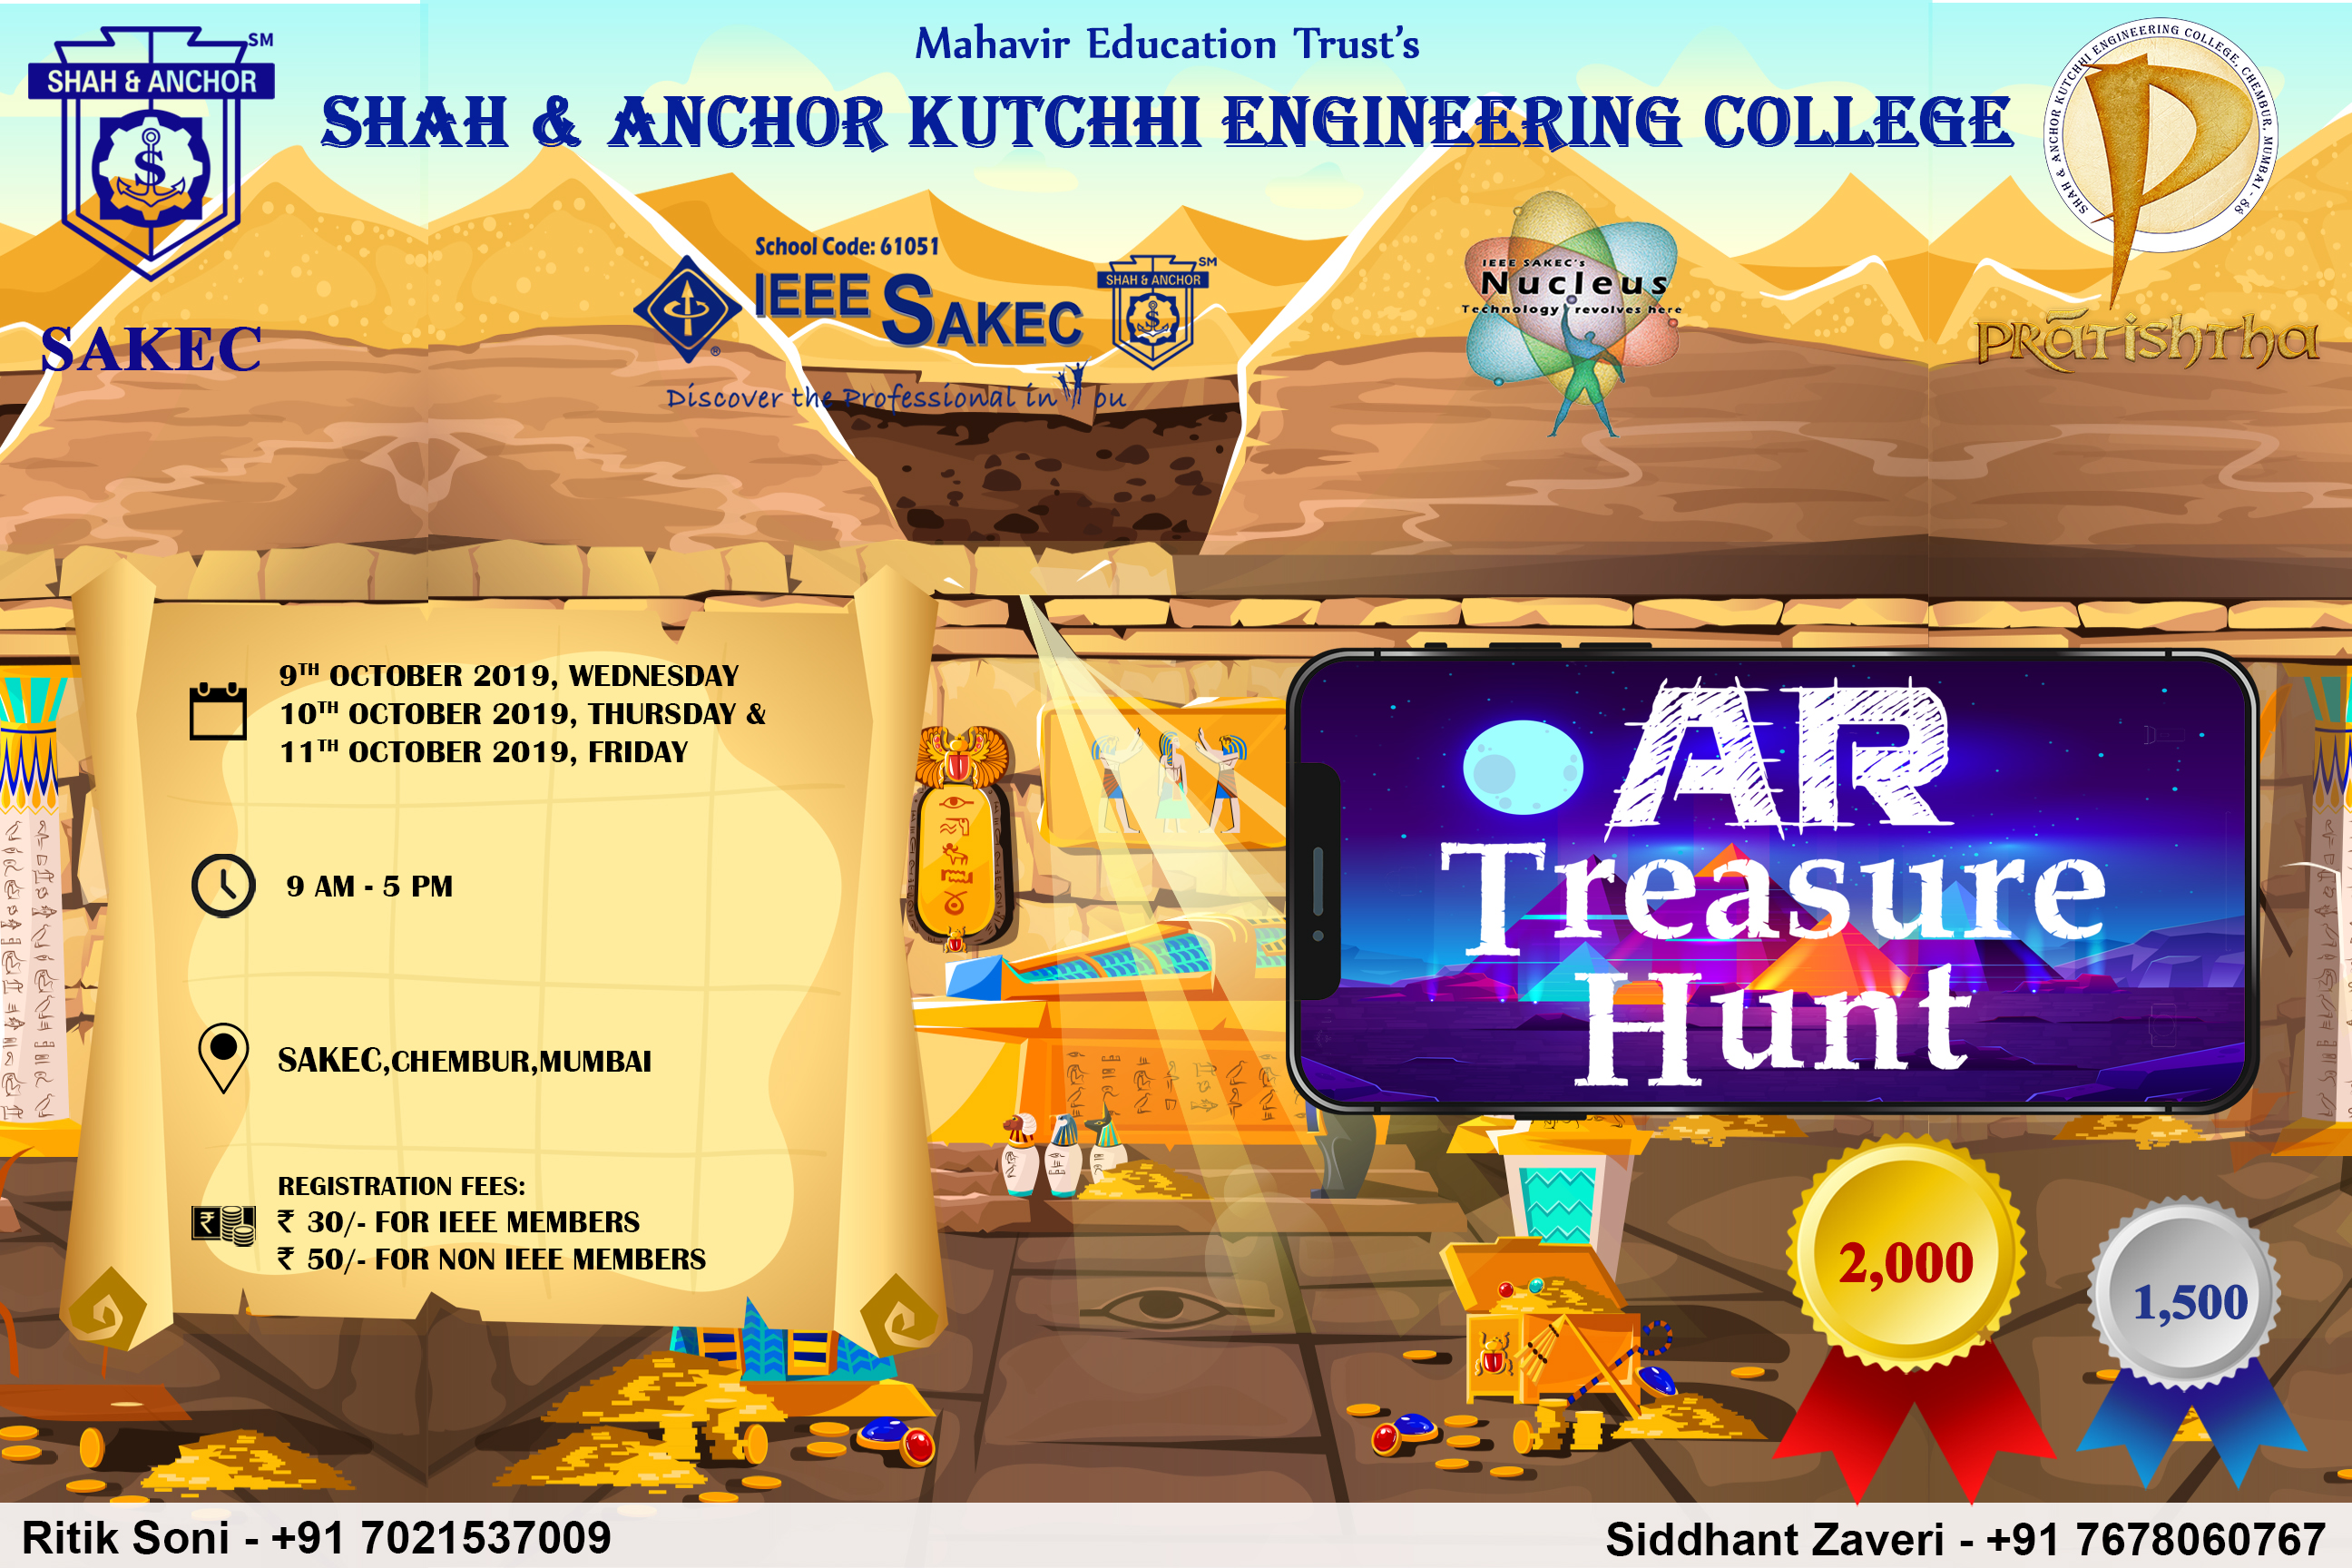 Mahavir Education Trust's
SHAH & ANCHOR KUTCHHI ENGINEERING COLLEGE
SM
SHAH & ANCHOR
S
SAKEC
School Code: 61051
IEEE SAKEC
®
SM
SHAH & ANCHOR
S
Discover the Professional in You
IEEE SAKEC's
Nucleus
Technology revolves here
SHAH & ANCHOR KUTCHHI ENGINEERING COLLEGE, CHEMBUR, MUMBAI - 88
P
PRātishtha
9TH OCTOBER 2019, WEDNESDAY
10TH OCTOBER 2019, THURSDAY &
11TH OCTOBER 2019, FRIDAY
9 AM - 5 PM
SAKEC,CHEMBUR,MUMBAI
REGISTRATION FEES:
₹ 30/- FOR IEEE MEMBERS
₹ 50/- FOR NON IEEE MEMBERS
AR
Treasure
Hunt
2,000
1,500
Ritik Soni - +91 7021537009
Siddhant Zaveri - +91 7678060767